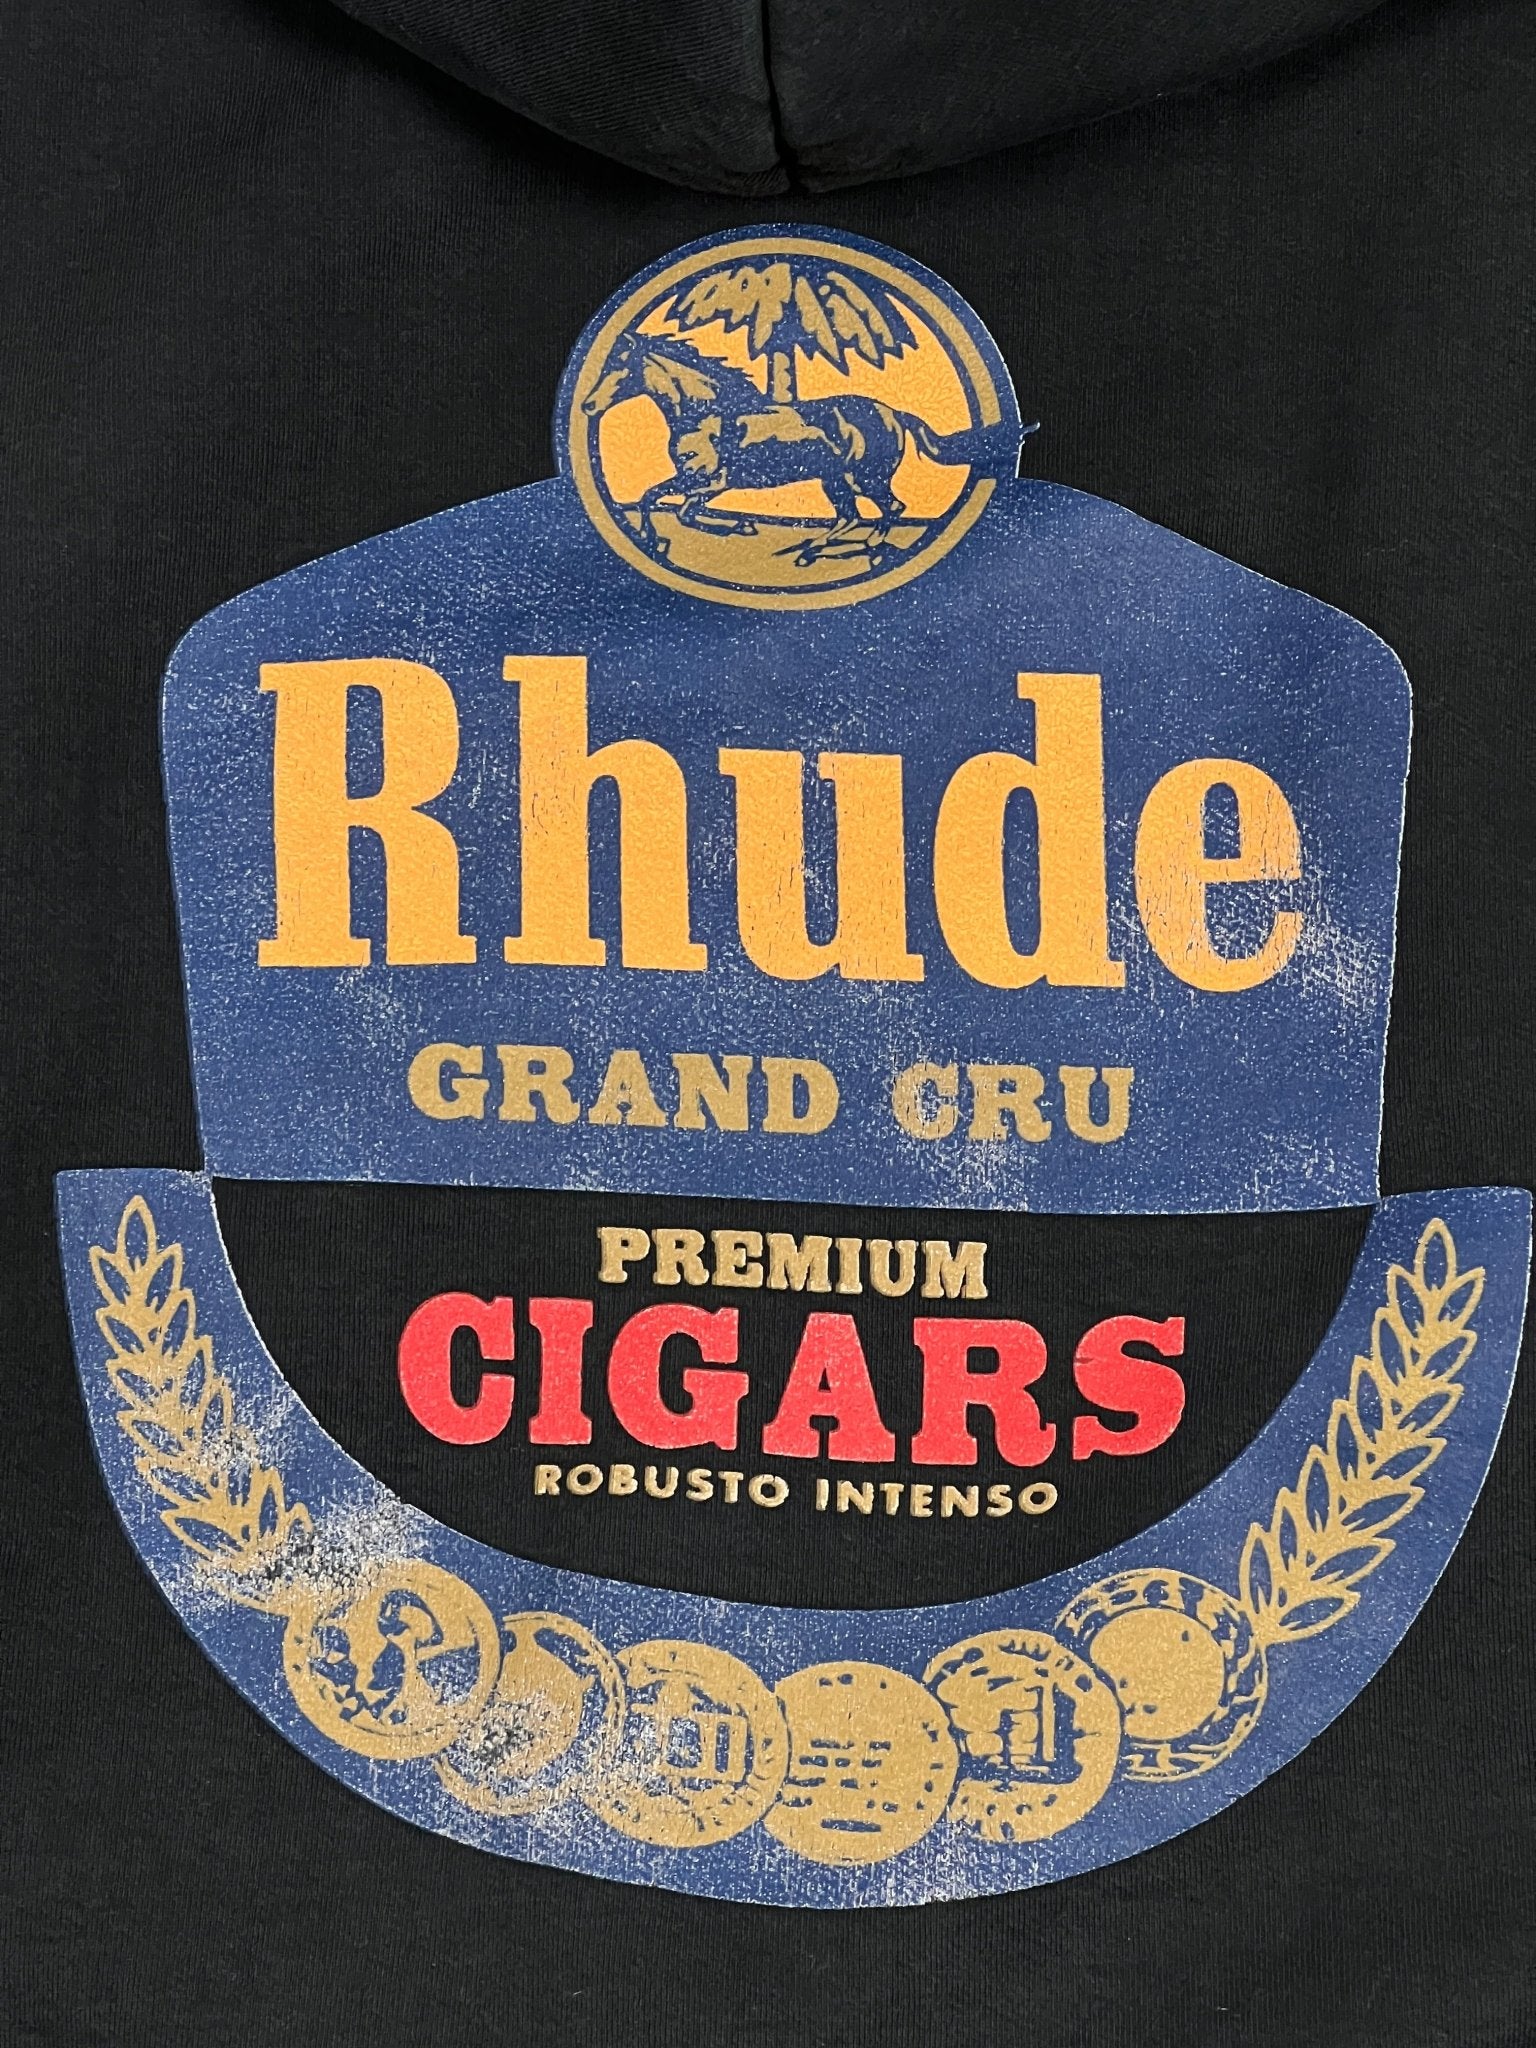 Rhude
GRAND CRU
PREMIUM
CIGARS
ROBUSTO INTENSO